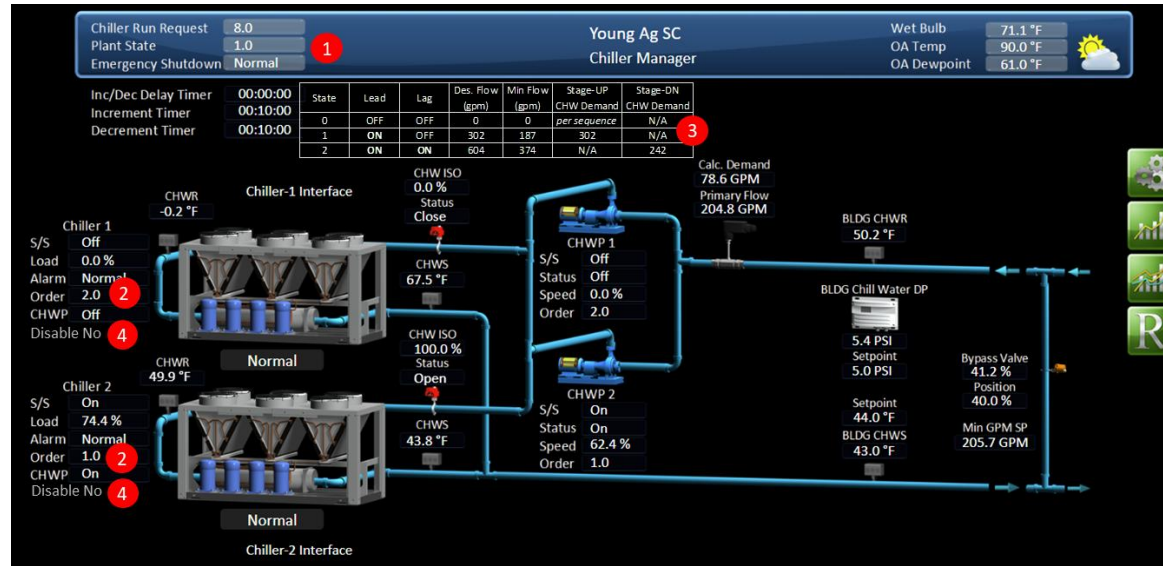 Chiller Run Request 8.0
Plant State 1.0
Emergency Shutdown Normal
1
Young Ag SC
Chiller Manager
Wet Bulb 71.1 °F
OA Temp 90.0 °F
OA Dewpoint 61.0 °F
Inc/Dec Delay Timer 00:00:00
Increment Timer 00:10:00
Decrement Timer 00:10:00
State Lead Lag Des. Flow (gpm) Min Flow (gpm) Stage-UP CHW Demand Stage-DN CHW Demand
0 OFF OFF 0 0 per sequence N/A
1 ON OFF 302 187 302 N/A
2 ON ON 604 374 N/A 242
3
Chiller-1 Interface
CHWR
-0.2 °F
Chiller 1
S/S Off
Load 0.0 %
Alarm Normal
Order 2.0
2
CHWP Off
Disable No
4
Normal
CHW ISO
0.0 %
Status
Close
CHWS
67.5 °F
CHWP 1
S/S Off
Status Off
Speed 0.0 %
Order 2.0
Calc. Demand
78.6 GPM
Primary Flow
204.8 GPM
BLDG CHWR
50.2 °F
BLDG Chill Water DP
5.4 PSI
Setpoint
5.0 PSI
CHWR
49.9 °F
Chiller 2
S/S On
Load 74.4 %
Alarm Normal
Order 1.0
2
CHWP On
Disable No
4
Normal
Chiller-2 Interface
CHW ISO
100.0 %
Status
Open
CHWS
43.8 °F
CHWP 2
S/S On
Status On
Speed 62.4 %
Order 1.0
Setpoint
44.0 °F
BLDG CHWS
43.0 °F
Bypass Valve
41.2 %
Position
40.0 %
Min GPM SP
205.7 GPM
R